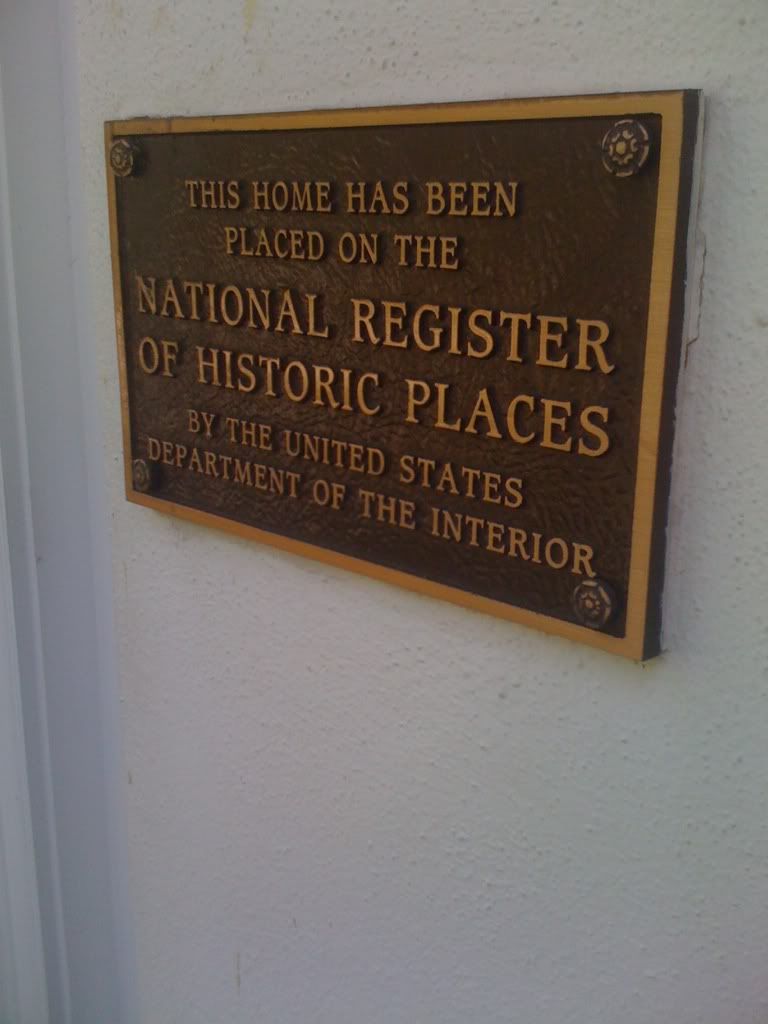 THIS HOME HAS BEEN
PLACED ON THE
NATIONAL REGISTER
OF HISTORIC PLACES
BY THE UNITED STATES
DEPARTMENT OF THE INTERIOR